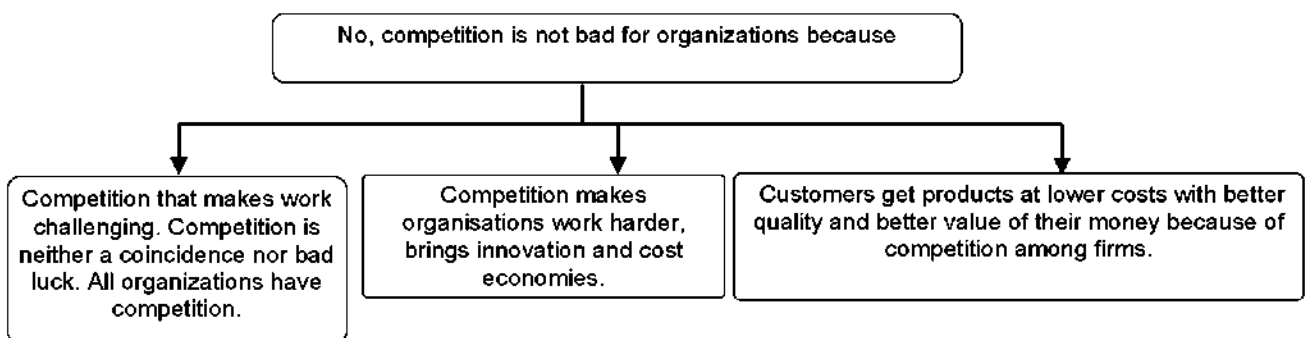 No, competition is not bad for organizations because
Competition that makes work
challenging. Competition is
neither a coincidence nor bad
luck. All organizations have
competition.
Competition makes
organisations work harder,
brings innovation and cost
economies.
Customers get products at lower costs with better
quality and better value of their money because of
competition among firms.